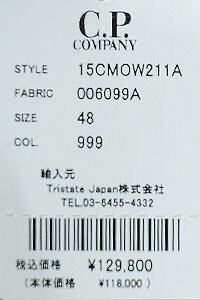 C.P.
COMPANY
STYLE 15CMOW211A
FABRIC 006099A
SIZE 48
COL. 999
輸入元
Tristate Japan株式会社
TEL.03-6455-4332
税込価格 ¥129,800
(本体価格 ¥118,000)